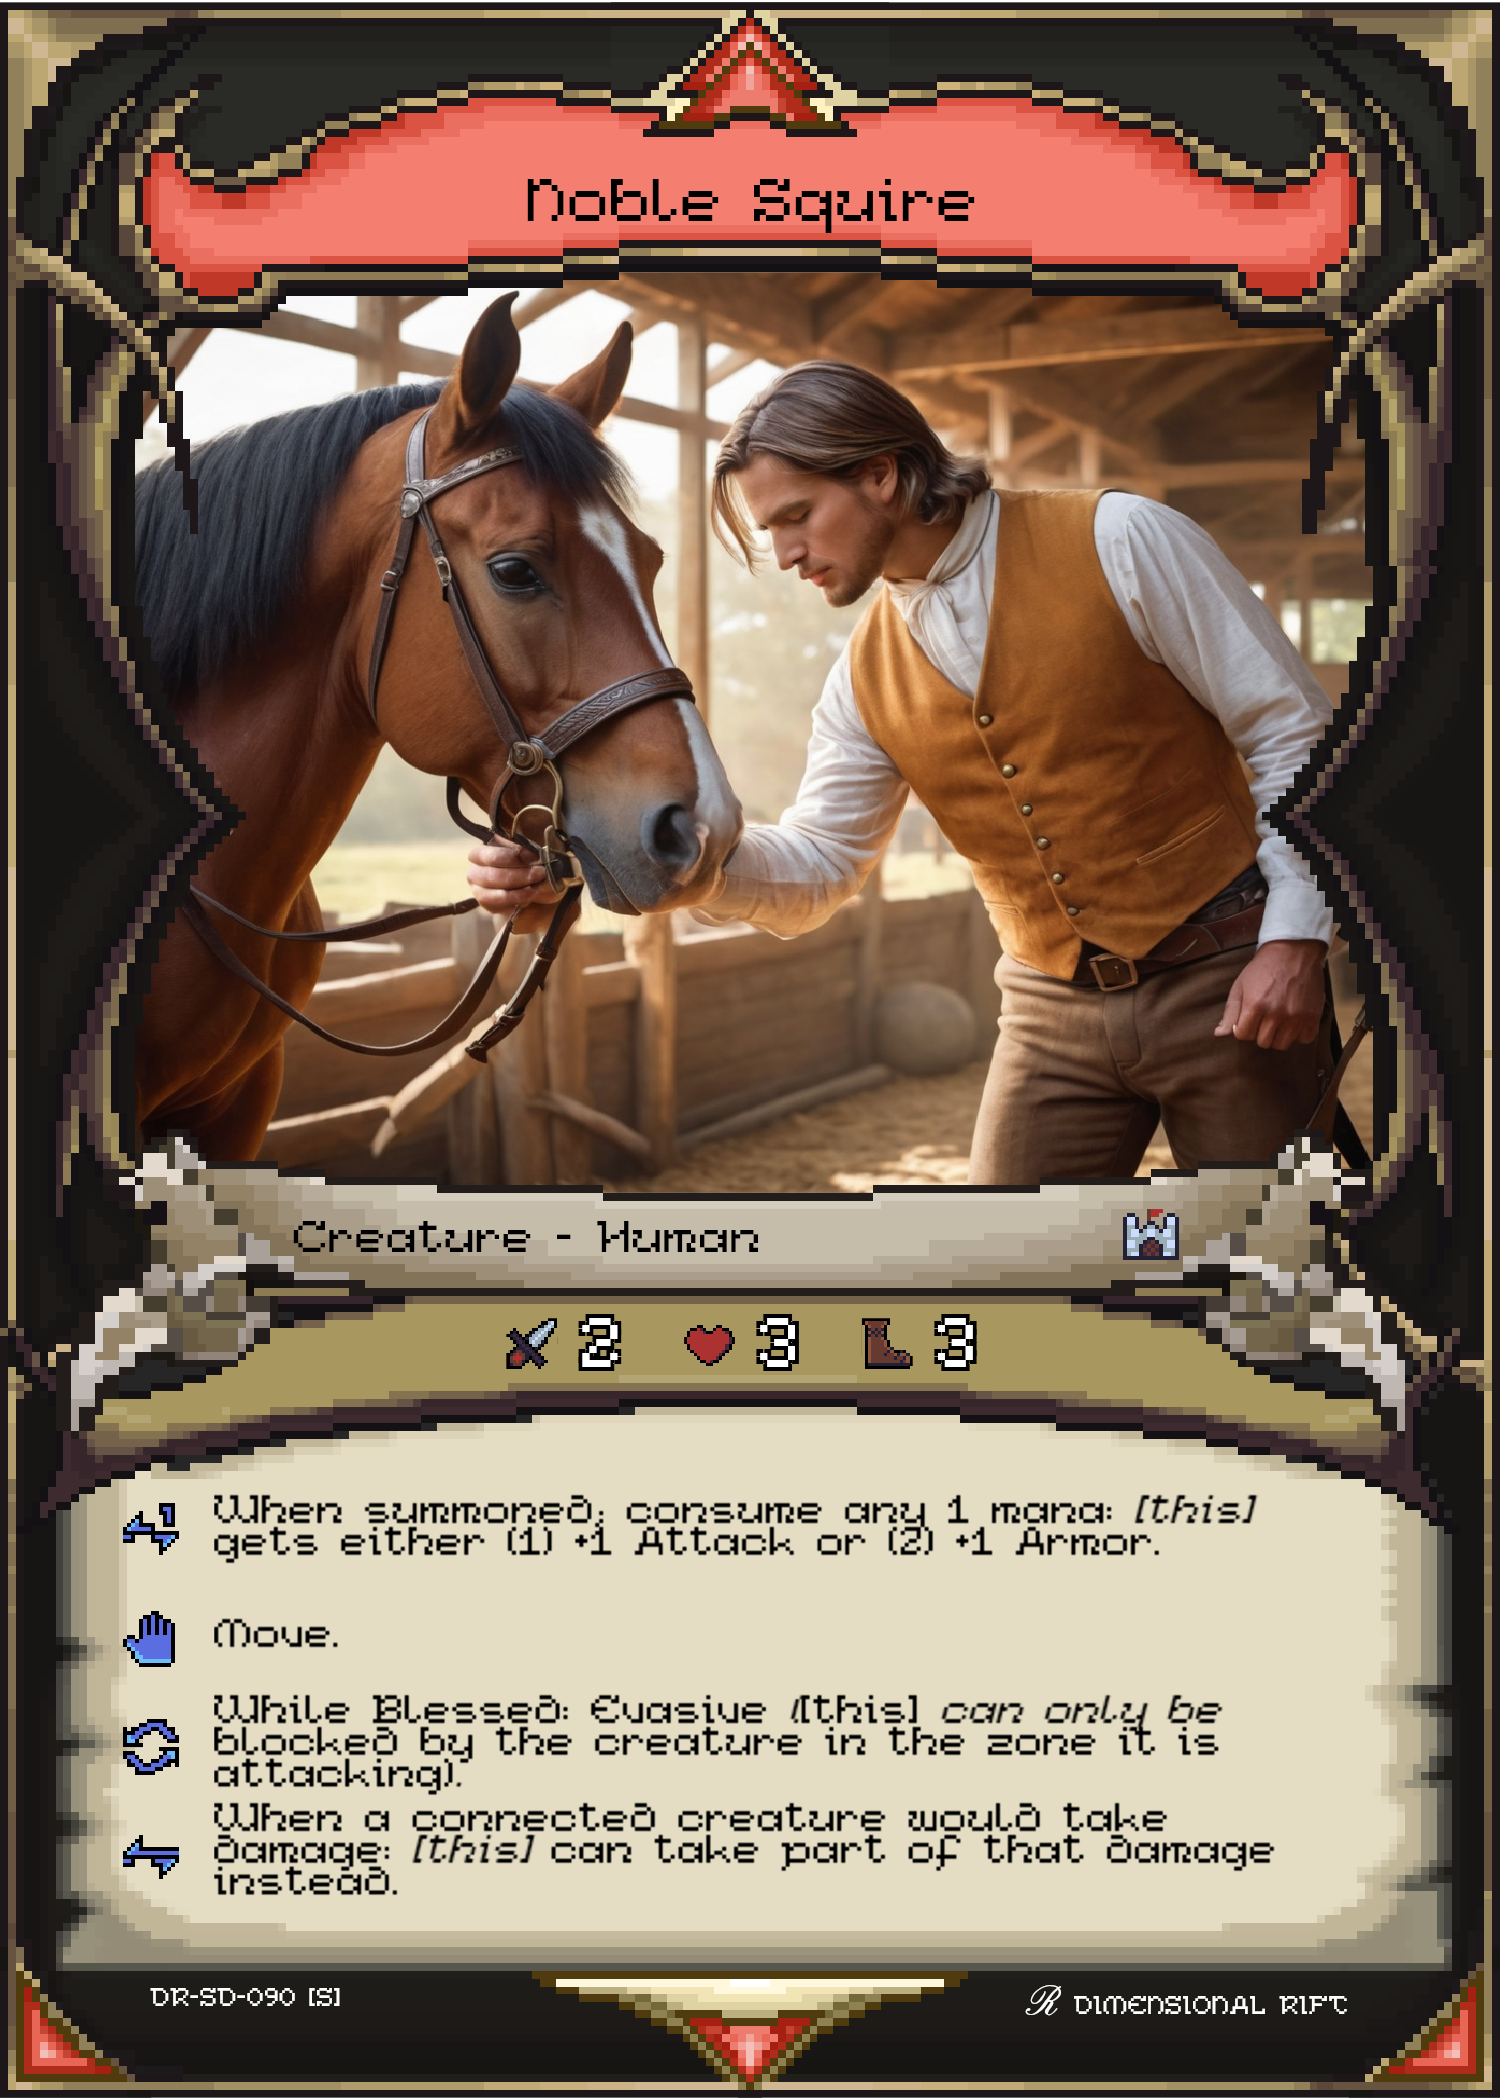 Noble Squire
Creature - Human
2 3 3
When summoned; consume any 1 mana: [this]
gets either (1) +1 Attack or (2) +1 Armor.
Move.
While Blessed: Evasive ([this] can only be
blocked by the creature in the zone it is
attacking).
When a connected creature would take
damage: [this] can take part of that damage
instead.
DR-SD-090 [S]
R DIMENSIONAL RIFT